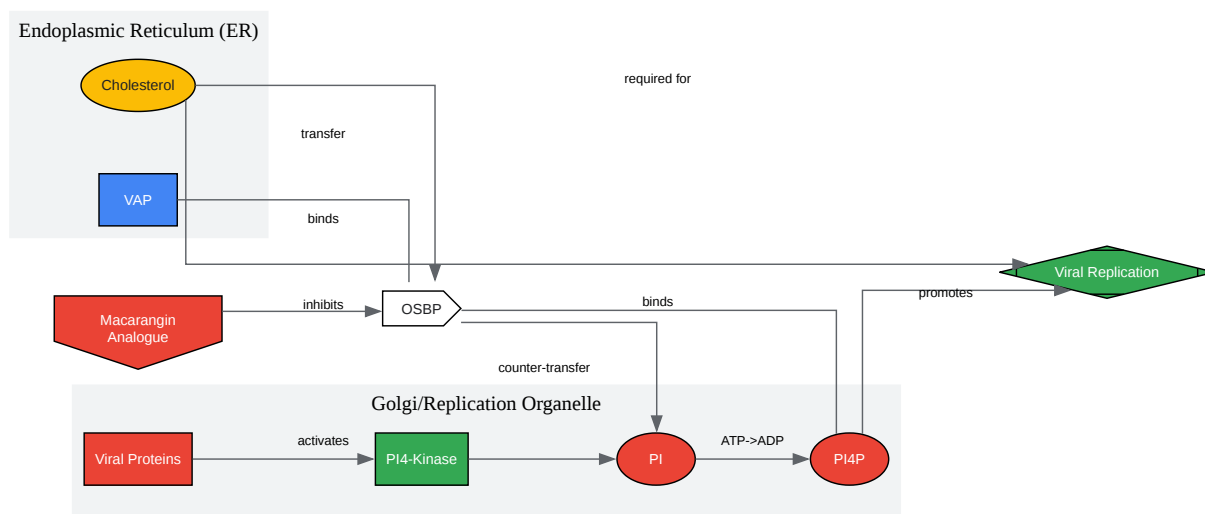 Endoplasmic Reticulum (ER)
Cholesterol
required for
transfer
VAP
binds
Viral Replication
promotes
Macarangin
Analogue
inhibits
OSBP
binds
counter-transfer
Golgi/Replication Organelle
Viral Proteins
activates
PI4-Kinase
PI
ATP->ADP
PI4P